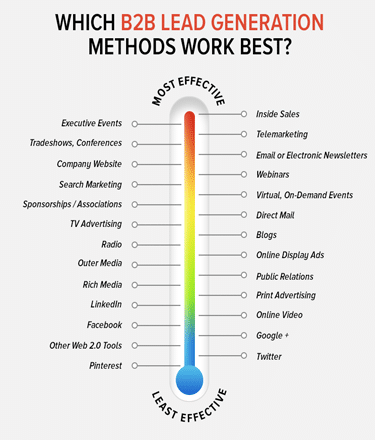 WHICH B2B LEAD GENERATION
METHODS WORK BEST?
MOST EFFECTIVE
Inside Sales
Executive Events
Telemarketing
Tradeshows, Conferences
Email or Electronic Newsletters
Company Website
Webinars
Search Marketing
Virtual, On-Demand Events
Sponsorships / Associations
Direct Mail
TV Advertising
Blogs
Radio
Online Display Ads
Outer Media
Public Relations
Rich Media
Print Advertising
LinkedIn
Online Video
Facebook
Google +
Other Web 2.0 Tools
Twitter
Pinterest
LEAST EFFECTIVE